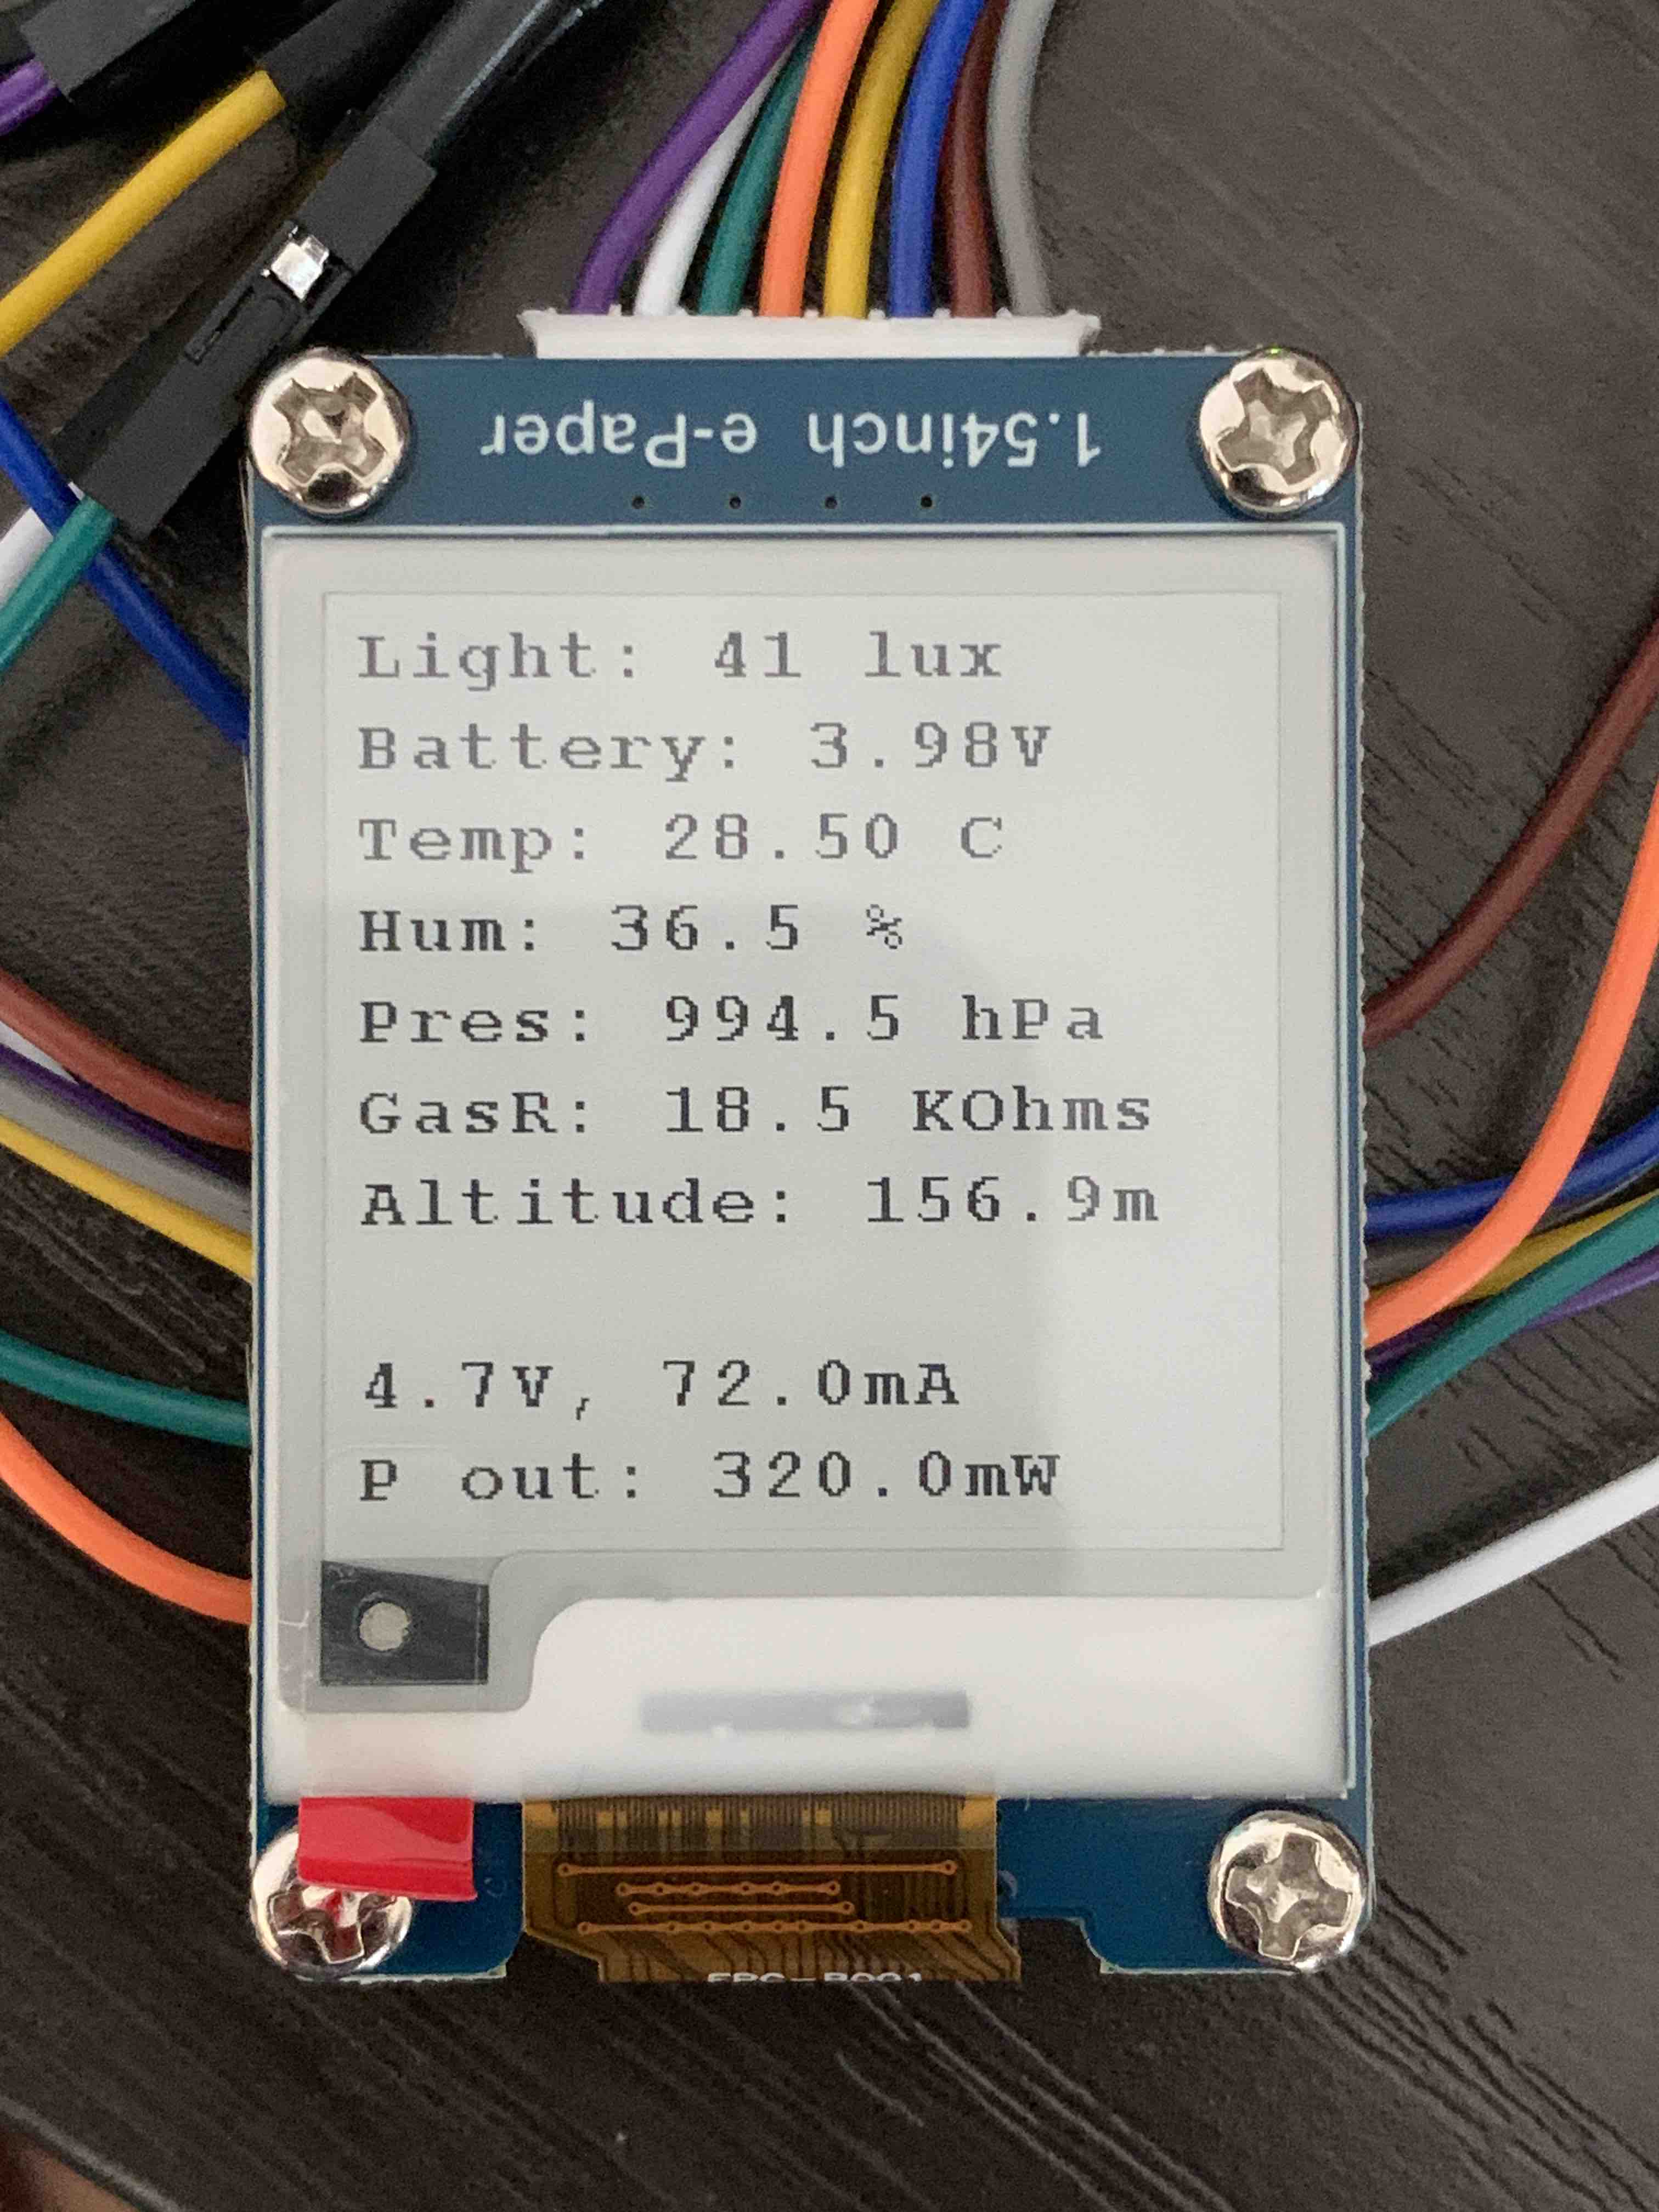 1.54inch e-Paper
Light: 41 lux
Battery: 3.98V
Temp: 28.50 C
Hum: 36.5 %
Pres: 994.5 hPa
GasR: 18.5 KOhms
Altitude: 156.9m
4.7V, 72.0mA
P out: 320.0mW